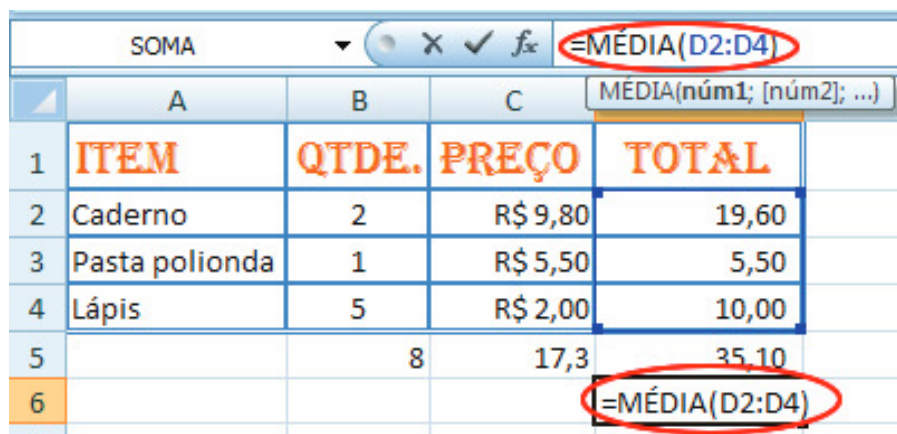 SOMA fx =MÉDIA(D2:D4)
MÉDIA(núm1; [núm2]; ...)
A B C
1 ITEM QTDE. PREÇO TOTAL
2 Caderno 2 R$ 9,80 19,60
3 Pasta polionda 1 R$ 5,50 5,50
4 Lápis 5 R$ 2,00 10,00
5 8 17,3 35,10
6 =MÉDIA(D2:D4)